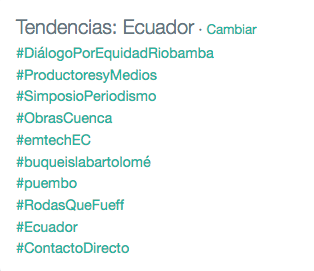 Tendencias: Ecuador · Cambiar
#DiálogoPorEquidadRiobamba
#ProductoresyMedios
#SimposioPeriodismo
#ObrasCuenca
#emtechEC
#buqueislabartolomé
#puembo
#RodasQueFueff
#Ecuador
#ContactoDirecto